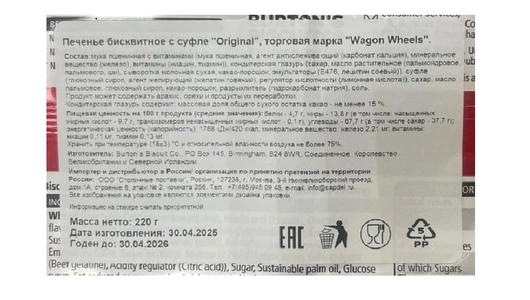 BURTON'S
Печенье бисквитное с суфле "Original", торговая марка "Wagon Wheels".
Состав: мука пшеничная с витаминами (мука пшеничная, агент антислеживающий (карбонат кальция), минеральное
вещество (железо), витамины (ниацин, тиамин)), кондитерская глазурь (сахар, масло растительное (пальмоядровое,
пальмовое, ши), сыворотка молочная сухая, какао-порошок, эмульгаторы (E476, лецитин соевый)), суфле
(глюкозный сироп, агент желирующий (желатин говяжий), регулятор кислотности (лимонная кислота)), сахар, масло
пальмовое, глюкозный сироп, какао-порошок, разрыхлитель (гидрокарбонат натрия), соль.
Продукт может содержать арахис, орехи и продукты их переработки.
Кондитерская глазурь содержит: массовая доля общего сухого остатка какао - не менее 15 %.
Пищевая ценность на 100 г продукта (средние значения): белки - 4,7 г, жиры - 13,8 г (в том числе насыщенных
жирных кислот - 9,7 г, трансизомеров ненасыщенных жирных кислот - 0,1 г), углеводы - 67,7 г (в том числе сахар - 37,7 г);
энергетическая ценность (калорийность): 1766 кДж/420 ккал, минеральное вещество: железо 2,21 мг, витамины:
ниацин 0,11 мг, тиамин 0,13 мг.
Хранить при температуре (18±3) °C и относительной влажности воздуха не более 75%.
Изготовитель: Burton's Biscuit Co., PO Box 145, Birmingham, B24 8WR, Соединенное Королевство
Великобритании и Северной Ирландии.
Импортер и дистрибьютор в России/ организация по принятию претензий на территории
России: ООО "Столичные поставки", Россия, 127238, г. Москва, 3-й Нижнелихоборский проезд,
дом 1А, строение 6, этаж № 2, комната 256. Тел. +7(495)945 09 45, e-mail: info@capdel.ru
Все изображения на упаковке являются элементами дизайна упаковки.
Информацию на стикере считать приоритетной.
Масса нетто: 220 г
Дата изготовления: 30.04.2025
Годен до: 30.04.2026
EAC
5
PP
(Beef gelatine), Acidity regulator (Citric acid)), Sugar, Sustainable palm oil, Glucose
of which Sugars